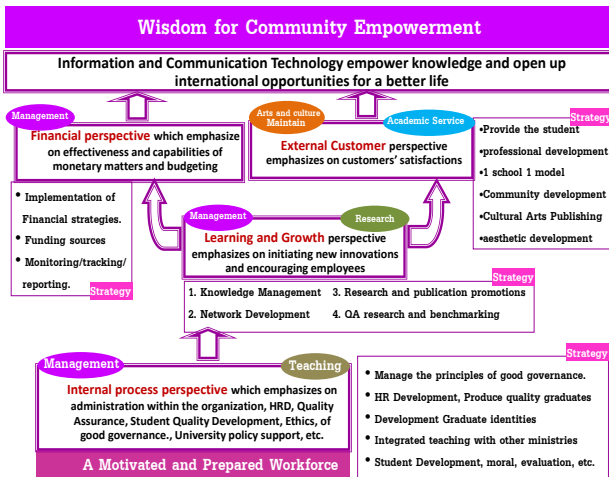 Wisdom for Community Empowerment
Information and Communication Technology empower knowledge and open up
international opportunities for a better life
Management
Financial perspective which emphasize
on effectiveness and capabilities of
monetary matters and budgeting
Arts and culture
Maintain
Academic Service
External Customer perspective
emphasizes on customers' satisfactions
Strategy
•Provide the student
•professional development
•1 school 1 model
•Community development
•Cultural Arts Publishing
•aesthetic development
• Implementation of
Financial strategies.
• Funding sources
• Monitoring/tracking/
reporting.
Strategy
Management
Research
Learning and Growth perspective
emphasizes on initiating new innovations
and encouraging employees
Strategy
1. Knowledge Management 3. Research and publication promotions
2. Network Development 4. QA research and benchmarking
Management
Teaching
Internal process perspective which emphasizes on
administration within the organization, HRD, Quality
Assurance, Student Quality Development, Ethics, of
good governance., University policy support, etc.
A Motivated and Prepared Workforce
Strategy
• Manage the principles of good governance.
• HR Development, Produce quality graduates
• Development Graduate identities
• Integrated teaching with other ministries
• Student Development, moral, evaluation, etc.